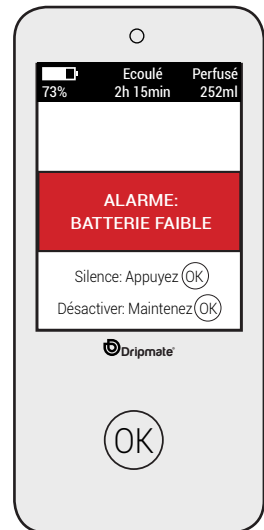 Ecoulé Perfusé
73% 2h 15min 252ml
ALARME:
BATTERIE FAIBLE
Silence: Appuyez OK
Désactiver: Maintenez OK
Dripmate
OK